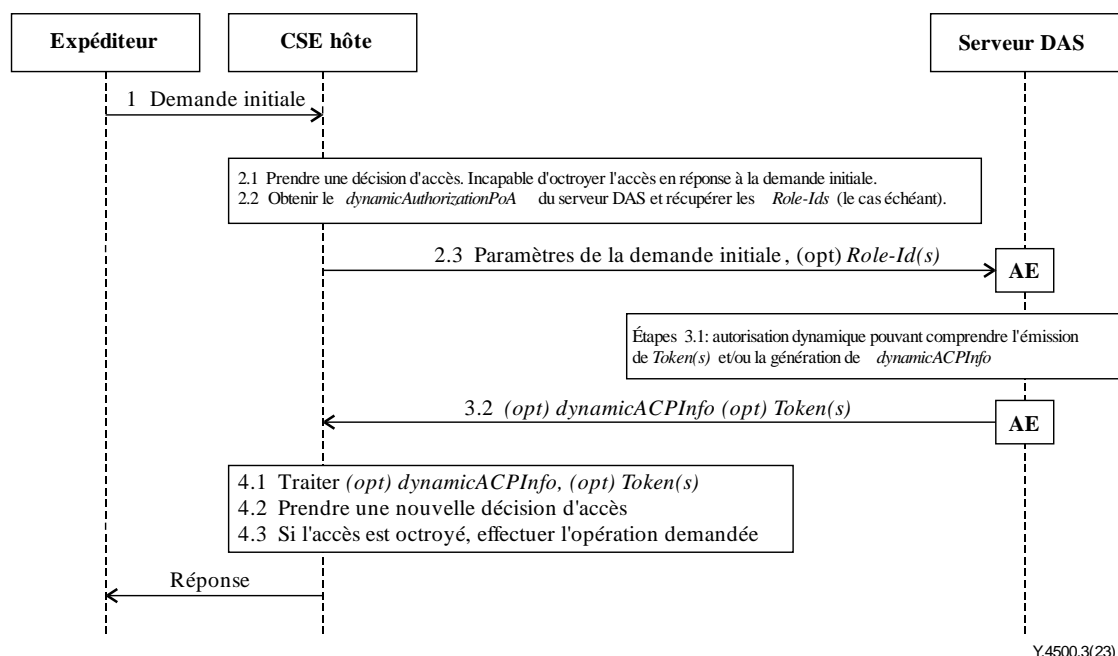 Expéditeur
CSE hôte
Serveur DAS
1 Demande initiale
2.1 Prendre une décision d'accès. Incapable d'octroyer l'accès en réponse à la demande initiale.
2.2 Obtenir le dynamicAuthorizationPoA du serveur DAS et récupérer les Role-Ids (le cas échéant).
2.3 Paramètres de la demande initiale, (opt) Role-Id(s)
AE
Étapes 3.1: autorisation dynamique pouvant comprendre l'émission
de Token(s) et/ou la génération de dynamicACPInfo
3.2 (opt) dynamicACPInfo (opt) Token(s)
AE
4.1 Traiter (opt) dynamicACPInfo, (opt) Token(s)
4.2 Prendre une nouvelle décision d'accès
4.3 Si l'accès est octroyé, effectuer l'opération demandée
Réponse
Y.4500.3(23)